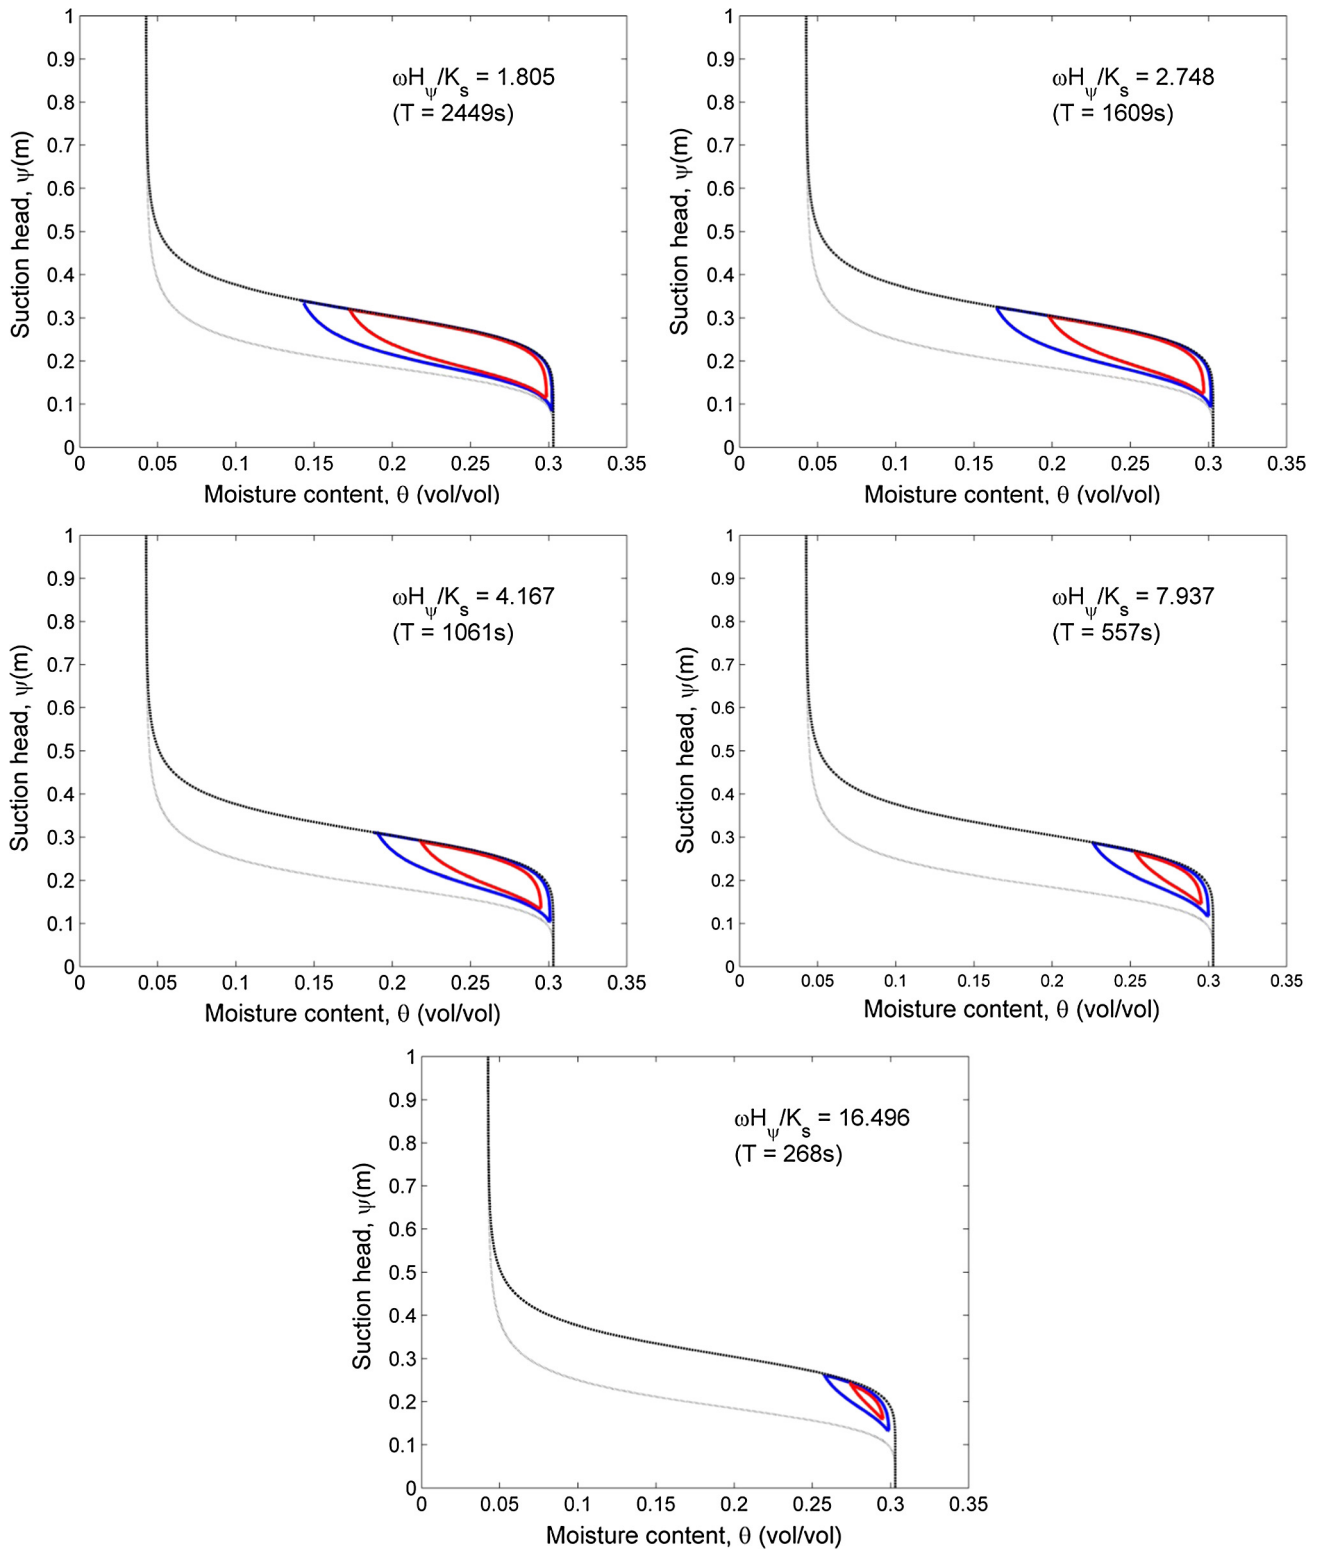 ωHψ/Ks = 1.805
(T = 2449s)
Suction head, ψ(m)
1
0.9
0.8
0.7
0.6
0.5
0.4
0.3
0.2
0.1
0
0 0.05 0.1 0.15 0.2 0.25 0.3 0.35
Moisture content, θ (vol/vol)
ωHψ/Ks = 2.748
(T = 1609s)
Suction head, ψ(m)
1
0.9
0.8
0.7
0.6
0.5
0.4
0.3
0.2
0.1
0
0 0.05 0.1 0.15 0.2 0.25 0.3 0.35
Moisture content, θ (vol/vol)
ωHψ/Ks = 4.167
(T = 1061s)
Suction head, ψ(m)
1
0.9
0.8
0.7
0.6
0.5
0.4
0.3
0.2
0.1
0
0 0.05 0.1 0.15 0.2 0.25 0.3 0.35
Moisture content, θ (vol/vol)
ωHψ/Ks = 7.937
(T = 557s)
Suction head, ψ(m)
1
0.9
0.8
0.7
0.6
0.5
0.4
0.3
0.2
0.1
0
0 0.05 0.1 0.15 0.2 0.25 0.3 0.35
Moisture content, θ (vol/vol)
ωHψ/Ks = 16.496
(T = 268s)
Suction head, ψ(m)
1
0.9
0.8
0.7
0.6
0.5
0.4
0.3
0.2
0.1
0
0 0.05 0.1 0.15 0.2 0.25 0.3 0.35
Moisture content, θ (vol/vol)